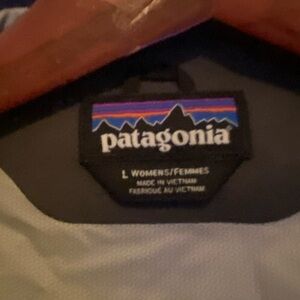 patagonia
L WOMENS/FEMMES
MADE IN VIETNAM
FABRIQUÉ AU VIETNAM